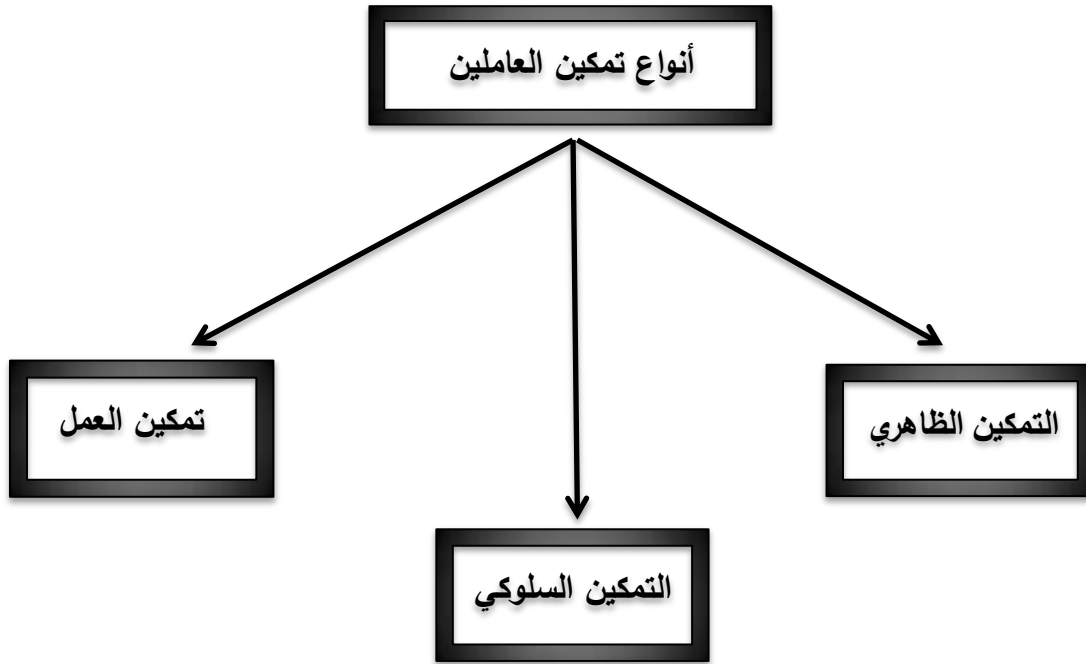 أنواع تمكين العاملين
التمكين الظاهري
تمكين العمل
التمكين السلوكي